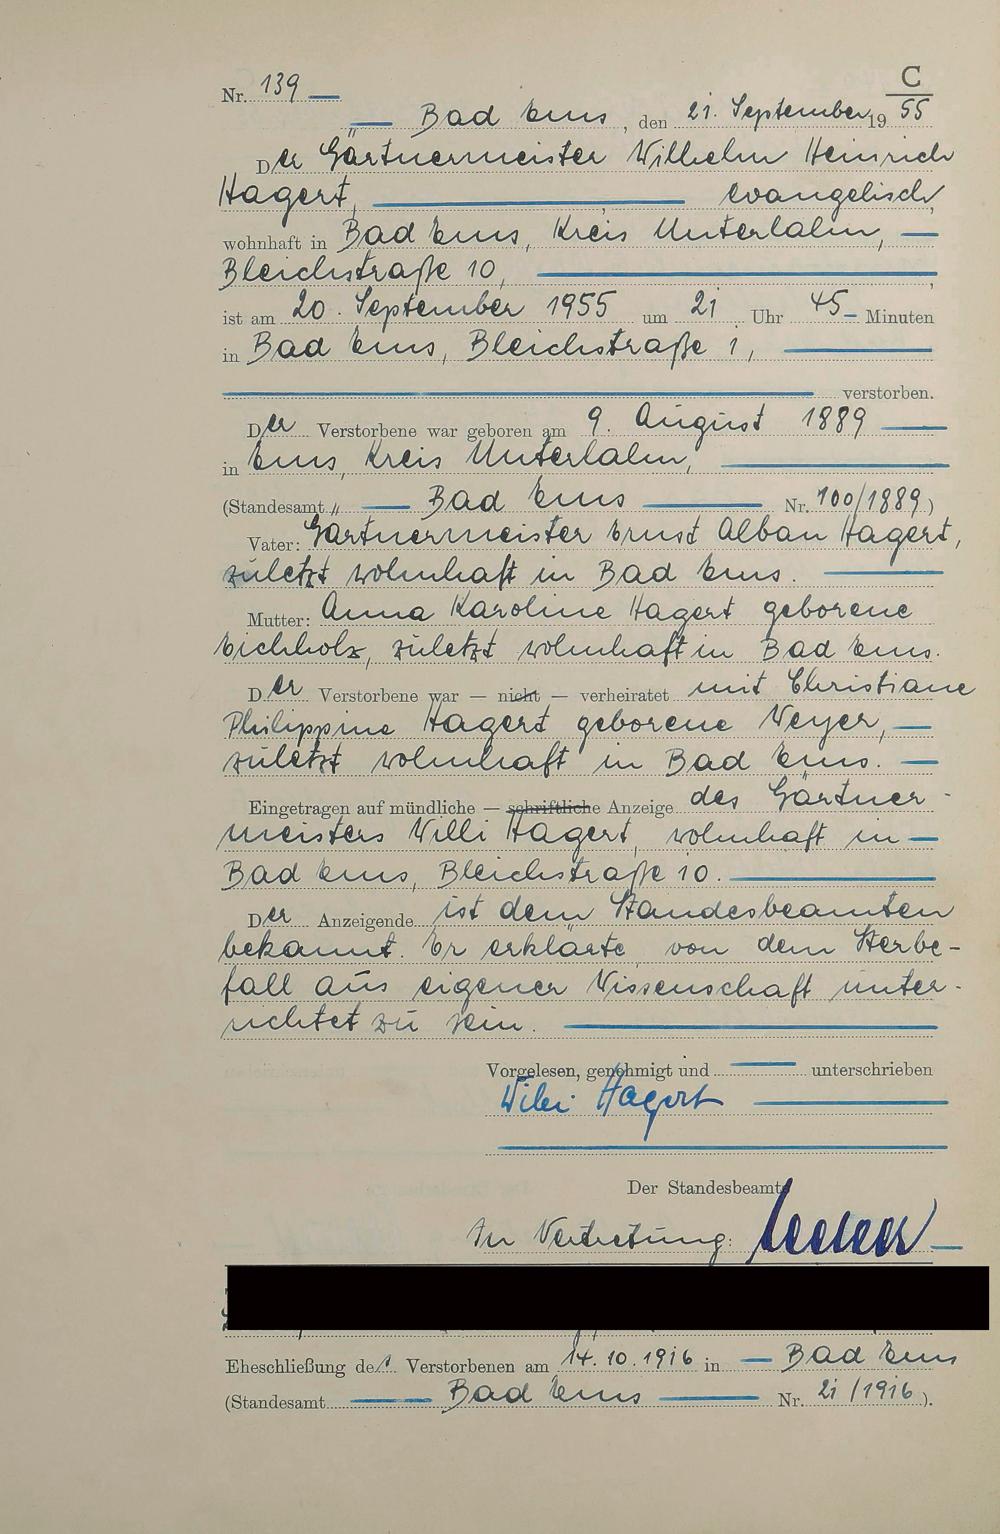 C
Nr. 139
Bad Ems, den 21. September 1955
Der Gärtnermeister Wilhelm Heinrich
Hagert, evangelisch,
wohnhaft in Bad Ems, Kreis Unterlahn,
Bleichstraße 10,
ist am 20. September 1955 um 21 Uhr 45 Minuten
in Bad Ems, Bleichstraße 1,
verstorben.
Der Verstorbene war geboren am 9. August 1889
in Ems, Kreis Unterlahn,
(Standesamt Bad Ems Nr. 100/1889)
Vater: Gärtnermeister Ernst Alban Hagert,
zuletzt wohnhaft in Bad Ems.
Mutter: Anna Karoline Hagert geborene
Eichholz, zuletzt wohnhaft in Bad Ems.
Der Verstorbene war — nicht — verheiratet mit Christiane
Philippine Hagert geborene Weyer,
zuletzt wohnhaft in Bad Ems.
Eingetragen auf mündliche — schriftliche Anzeige des Gärtner-
meisters Willi Hagert, wohnhaft in
Bad Ems, Bleichstraße 10.
Der Anzeigende ist dem Standesbeamten
bekannt. Er erklärte, von dem Sterbe-
fall aus eigener Wissenschaft unter-
richtet zu sein.
Vorgelesen, genehmigt und unterschrieben
Willi Hagert
Der Standesbeamte
In Vertretung:
Eheschließung des Verstorbenen am 14.10.1916 in Bad Ems
(Standesamt Bad Ems Nr. 21/1916).